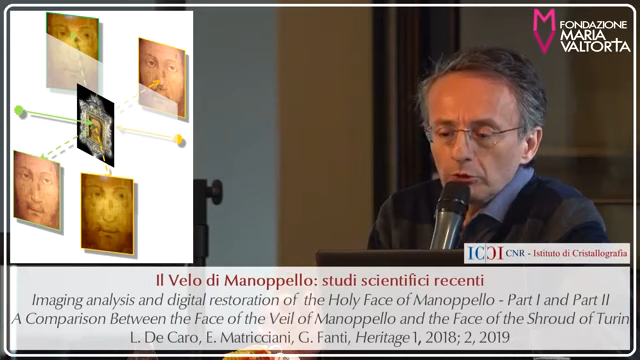 FONDAZIONE
MARIA
VALTORTA
IC CNR - Istituto di Cristallografia
Il Velo di Manoppello: studi scientifici recenti
Imaging analysis and digital restoration of the Holy Face of Manoppello - Part I and Part II
A Comparison Between the Face of the Veil of Manoppello and the Face of the Shroud of Turin
L. De Caro, E. Matricciani, G. Fanti, Heritage 1, 2018; 2, 2019